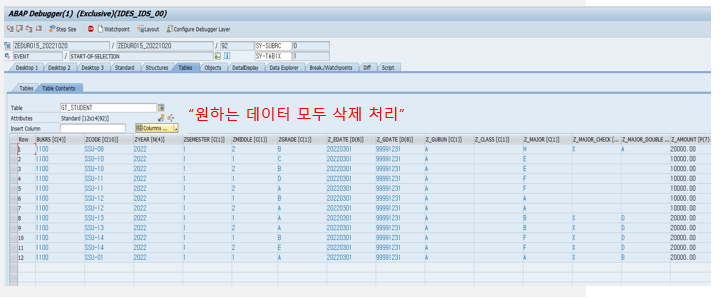 ABAP Debugger(1) (Exclusive)(IDES_IDS_00)
Step Size Watchpoint Layout Configure Debugger Layer
ZEDUR015_20221020 / ZEDUR015_20221020 / 92 SY-SUBRC 0
EVENT / START-OF-SELECTION SY-TABIX 1
Desktop 1 Desktop 2 Desktop 3 Standard Structures Tables Objects DetailDisplay Data Explorer Break./Watchpoints Diff Script
Tables Table Contents
Table GT_STUDENT
"원하는 데이터 모두 삭제 처리"
Attributes Standard [12x14(92)]
Insert Column Columns ...
Row BUKRS [C(4)] ZCODE [C(10)] ZYEAR [N(4)] ZSEMESTER [C(1)] ZMIDDLE [C(1)] ZGRADE [C(1)] Z_EDATE [D(8)] Z_GDATE [D(8)] Z_GUBUN [C(1)] Z_CLASS [C(1)] Z_MAJOR [C(1)] Z_MAJOR_CHECK [... Z_MAJOR_DOUBLE ... Z_AMOUNT [P(7)
1 1100 SSU-08 2022 1 2 B 20220301 99991231 A H X A 20000.00
2 1100 SSU-10 2022 1 1 C 20220301 99991231 A E 10000.00
3 1100 SSU-10 2022 1 2 B 20220301 99991231 A E 10000.00
4 1100 SSU-11 2022 1 1 D 20220301 99991231 A F 10000.00
5 1100 SSU-11 2022 1 2 A 20220301 99991231 A F 10000.00
6 1100 SSU-12 2022 1 1 B 20220301 99991231 A A 10000.00
7 1100 SSU-12 2022 1 2 A 20220301 99991231 A A 10000.00
8 1100 SSU-13 2022 1 1 A 20220301 99991231 A B X D 20000.00
9 1100 SSU-13 2022 1 2 A 20220301 99991231 A B X D 20000.00
10 1100 SSU-14 2022 1 1 B 20220301 99991231 A F X D 20000.00
11 1100 SSU-14 2022 1 2 E 20220301 99991231 A F X D 20000.00
12 1100 SSU-01 2022 1 1 A 20220301 99991231 A A X B 20000.00